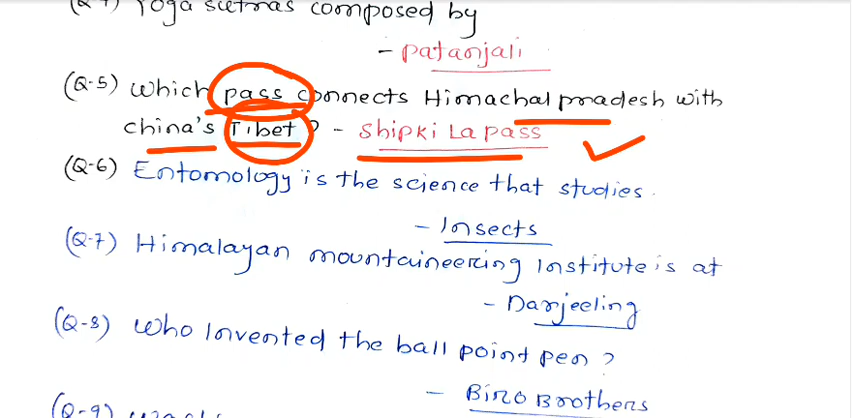 Yoga sutras composed by
- patanjali
(Q-5) which pass connects Himachal pradesh with
china's Tibet? - Shipki La pass
(Q-6) Entomology is the science that studies.
- Insects
(Q-7) Himalayan mountaineering institute is at
- Darjeeling
(Q-8) who Invented the ball point pen?
- Biro Brothers
(Q-9)